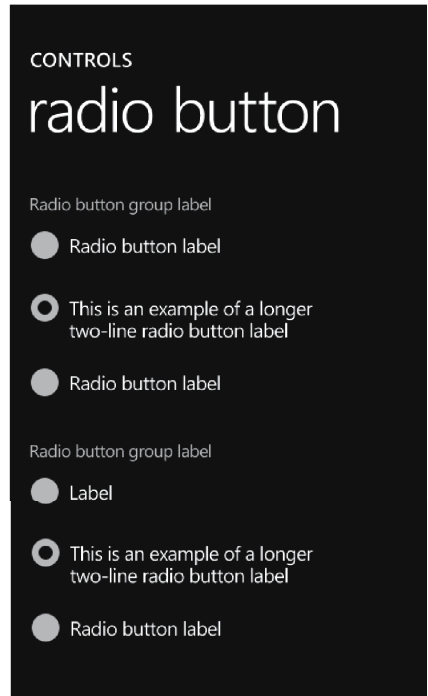 CONTROLS
radio button
Radio button group label
Radio button label
This is an example of a longer
two-line radio button label
Radio button label
Radio button group label
Label
This is an example of a longer
two-line radio button label
Radio button label